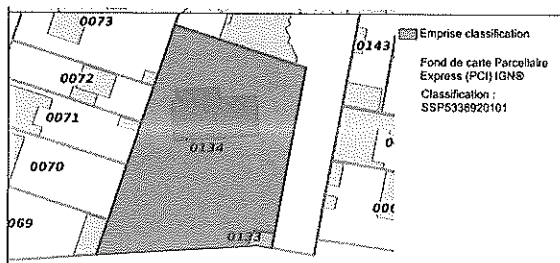 0073
0143
0072
0071
0134
0070
069
0133
Emprise classification
Fond de carte Parcellaire
Express (PCI) IGN®
Classification :
SSP5336920101